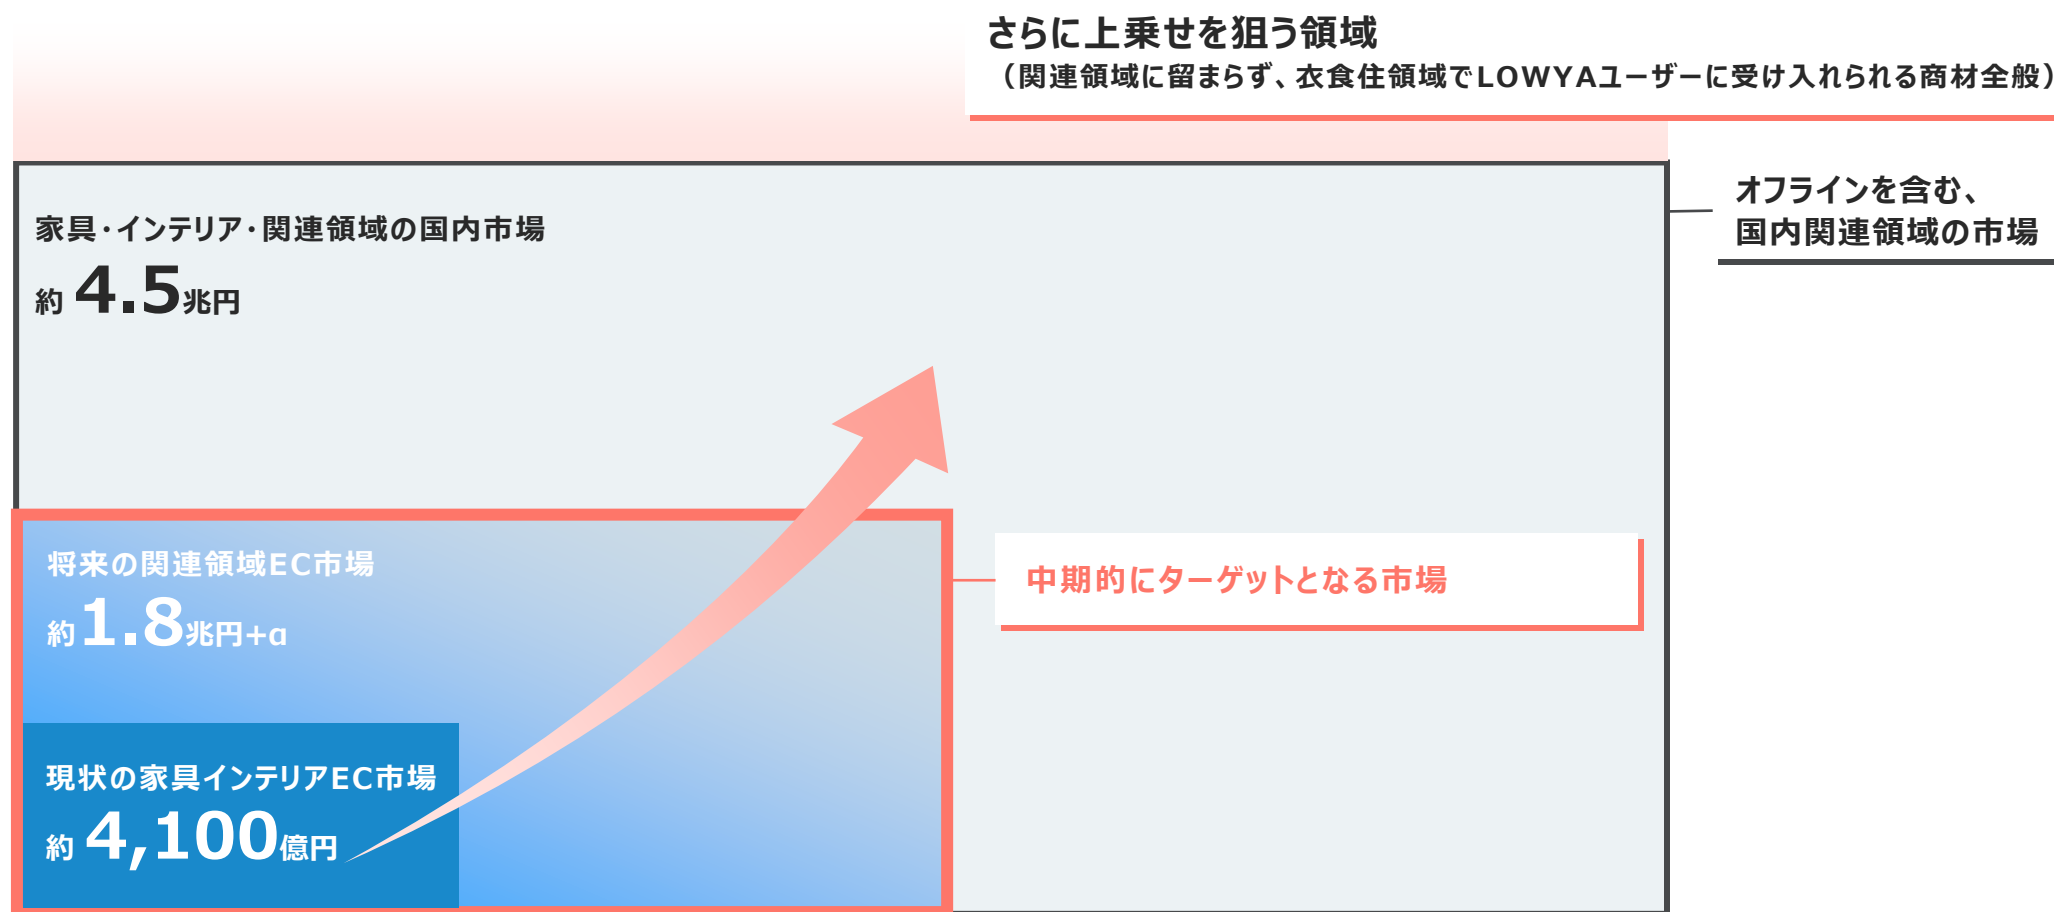 さらに上乗せを狙う領域
（関連領域に留まらず、衣食住領域でLOWYAユーザーに受け入れられる商材全般）
オフラインを含む、
国内関連領域の市場
家具・インテリア・関連領域の国内市場
約 4.5兆円
将来の関連領域EC市場
約1.8兆円+α
中期的にターゲットとなる市場
現状の家具インテリアEC市場
約 4,100億円